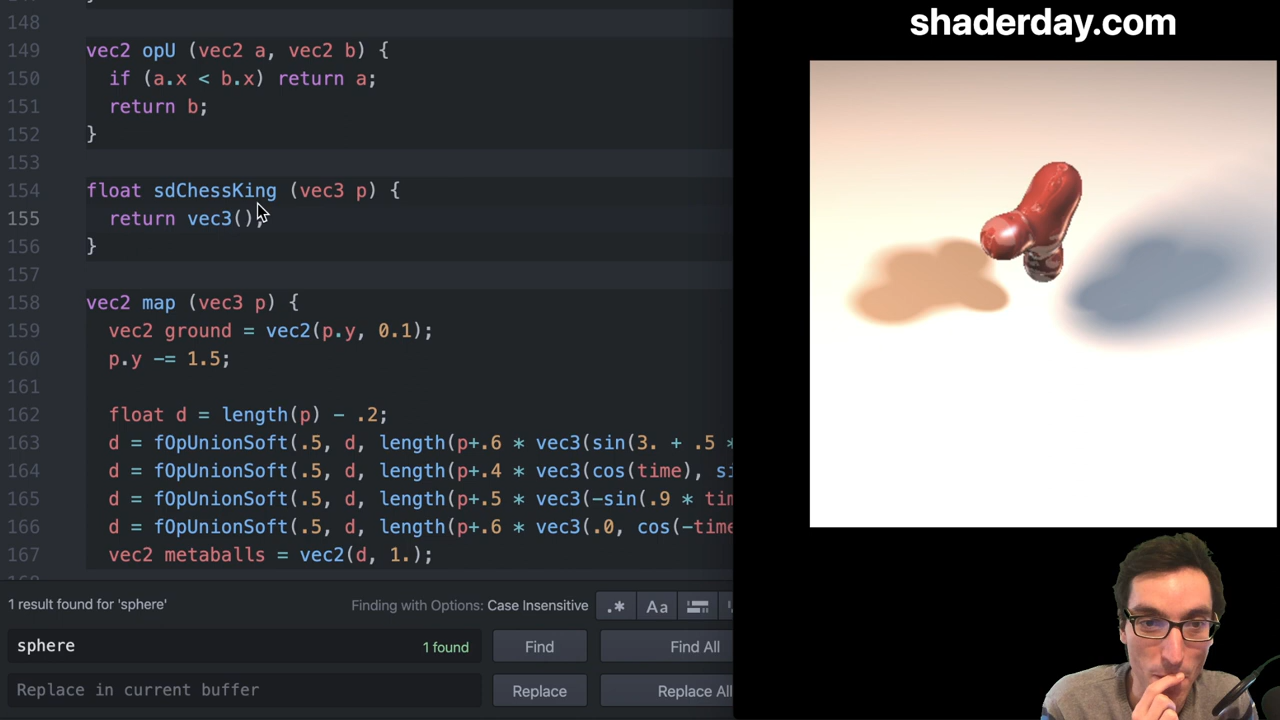 148
149 vec2 opU (vec2 a, vec2 b) {
150 if (a.x < b.x) return a;
151 return b;
152 }
153
154 float sdChessKing (vec3 p) {
155 return vec3();
156 }
157
158 vec2 map (vec3 p) {
159 vec2 ground = vec2(p.y, 0.1);
160 p.y -= 1.5;
161
162 float d = length(p) - .2;
163 d = fOpUnionSoft(.5, d, length(p+.6 * vec3(sin(3. + .5 *
164 d = fOpUnionSoft(.5, d, length(p+.4 * vec3(cos(time), si
165 d = fOpUnionSoft(.5, d, length(p+.5 * vec3(-sin(.9 * tim
166 d = fOpUnionSoft(.5, d, length(p+.6 * vec3(.0, cos(-time
167 vec2 metaballs = vec2(d, 1.);
1 result found for 'sphere'
Finding with Options: Case Insensitive
.* Aa
sphere
1 found
Find
Find All
Replace in current buffer
Replace
Replace All
shaderday.com